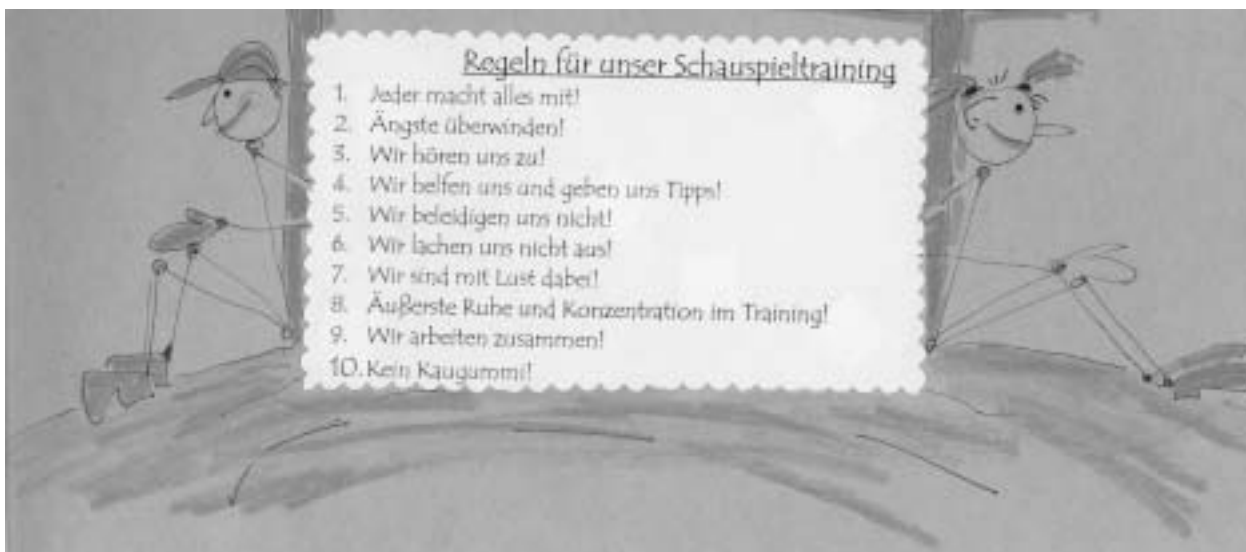 Regeln für unser Schauspieltraining
1. Jeder macht alles mit!
2. Ängste überwinden!
3. Wir hören uns zu!
4. Wir helfen uns und geben uns Tipps!
5. Wir beleidigen uns nicht!
6. Wir lachen uns nicht aus!
7. Wir sind mit Lust dabei!
8. Äußerste Ruhe und Konzentration im Training!
9. Wir arbeiten zusammen!
10. Kein Kaugummi!